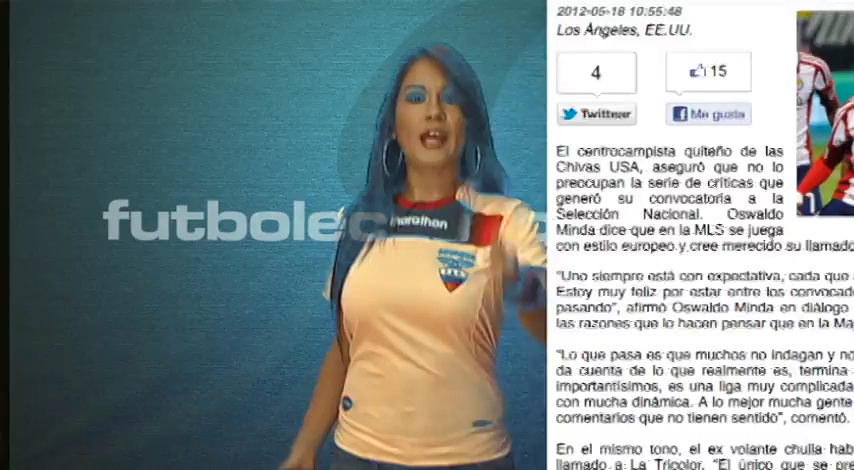 futbolec
marathon
2012-05-18 10:55:48
Los Ángeles, EE.UU.
4
15
Twitteer
Me gusta
El centrocampista quiteño de las
Chivas USA, aseguró que no lo
preocupan la serie de críticas que
generó su convocatoria a la
Selección Nacional. Oswaldo
Minda dice que en la MLS se juega
con estilo europeo y cree merecido su llamado
"Uno siempre está con expectativa, cada que
Estoy muy feliz por estar entre los convocado
pasando", afirmó Oswaldo Minda en diálogo
las razones que lo hacen pensar que en la Ma
"Lo que pasa es que muchos no indagan y no
da cuenta de lo que realmente es, termina
importantísimos, es una liga muy complicada
con mucha dinámica. A lo mejor mucha gente
comentarios que no tienen sentido", comentó.
En el mismo tono, el ex volante chulla hab
llamado a La Tricolor. "El único que se pre